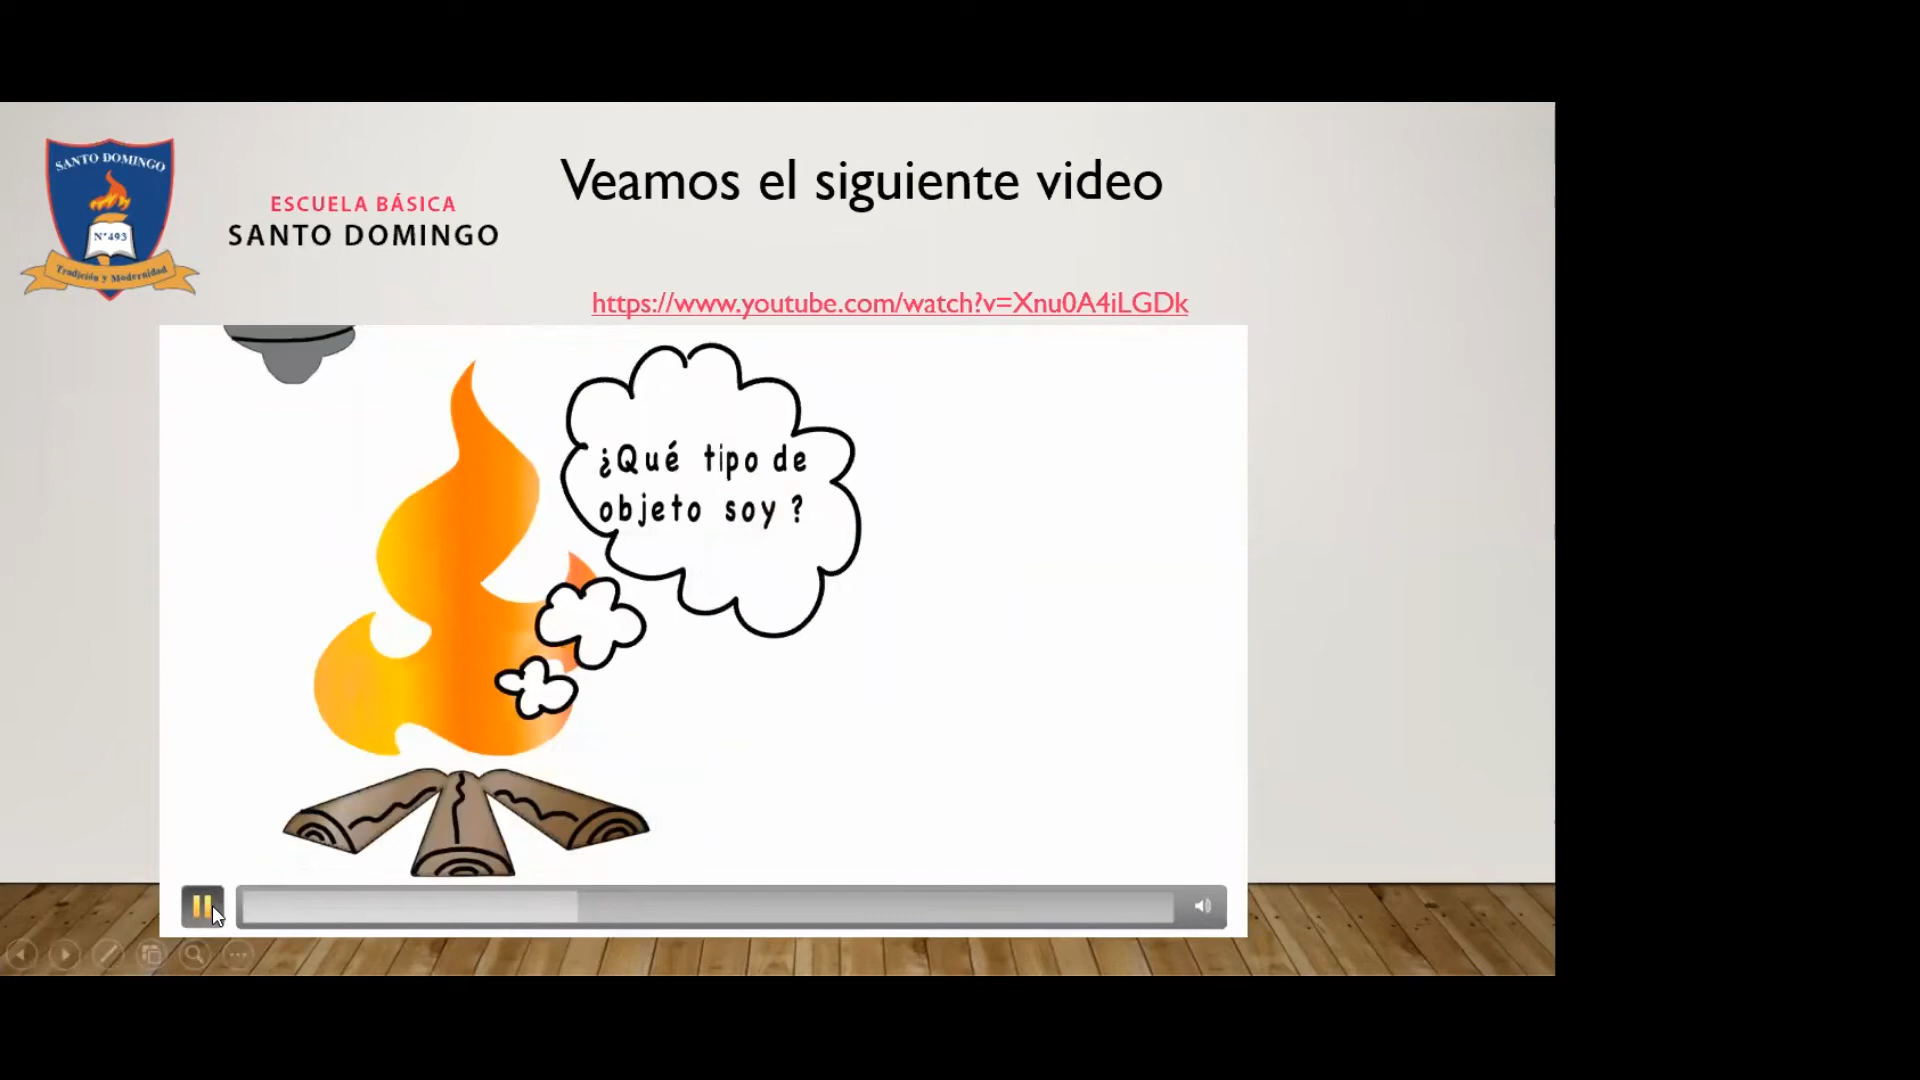 SANTO DOMINGO
N°493
Tradición y Modernidad
ESCUELA BÁSICA
SANTO DOMINGO
Veamos el siguiente video
https://www.youtube.com/watch?v=Xnu0A4iLGDk
¿Qué tipo de
objeto soy ?